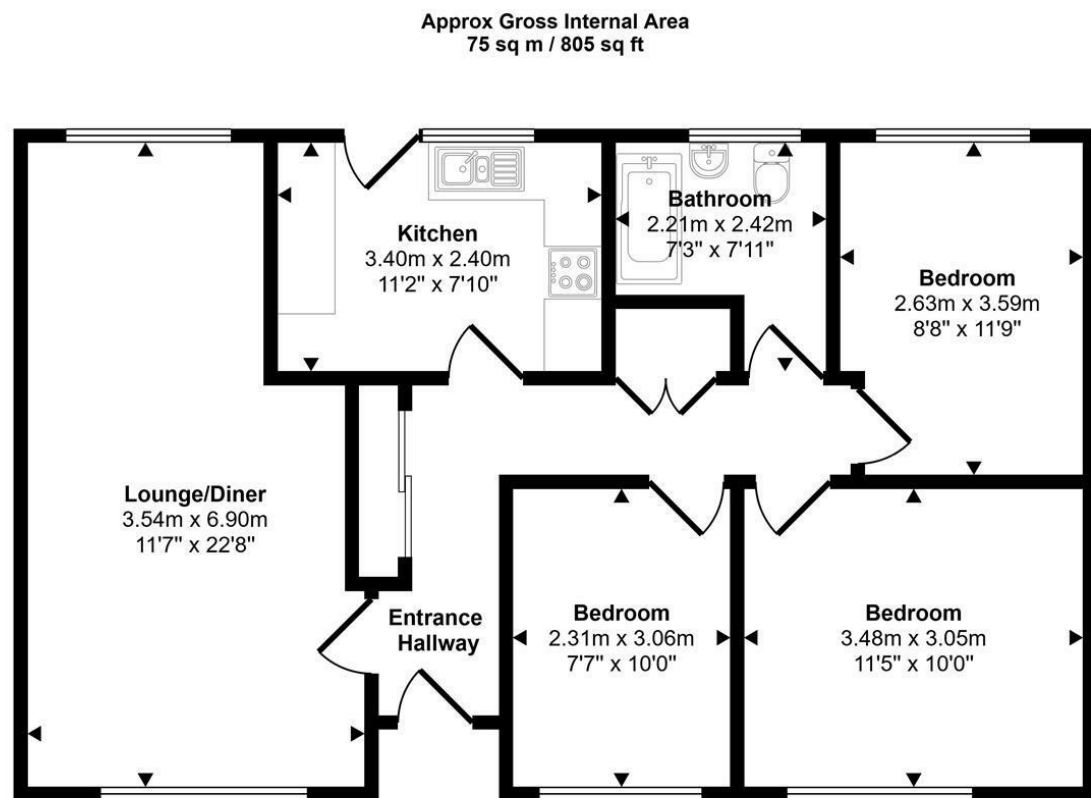 Approx Gross Internal Area
75 sq m / 805 sq ft
Kitchen
3.40m x 2.40m
11'2" x 7'10"
Bathroom
2.21m x 2.42m
7'3" x 7'11"
Bedroom
2.63m x 3.59m
8'8" x 11'9"
Lounge/Diner
3.54m x 6.90m
11'7" x 22'8"
Entrance
Hallway
Bedroom
2.31m x 3.06m
7'7" x 10'0"
Bedroom
3.48m x 3.05m
11'5" x 10'0"